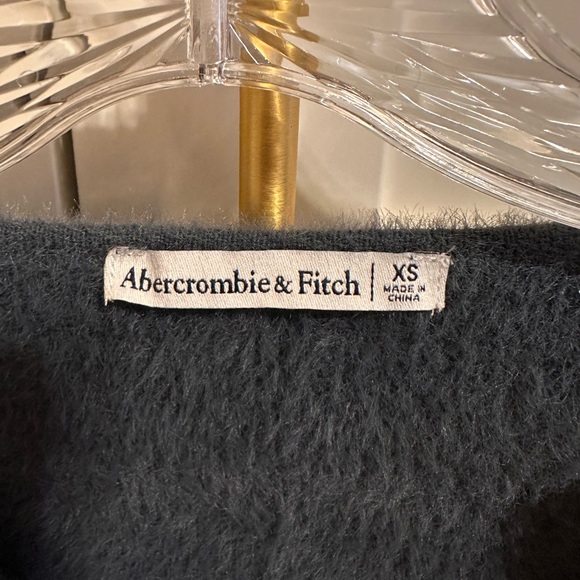 Abercrombie & Fitch | XS
MADE IN
CHINA